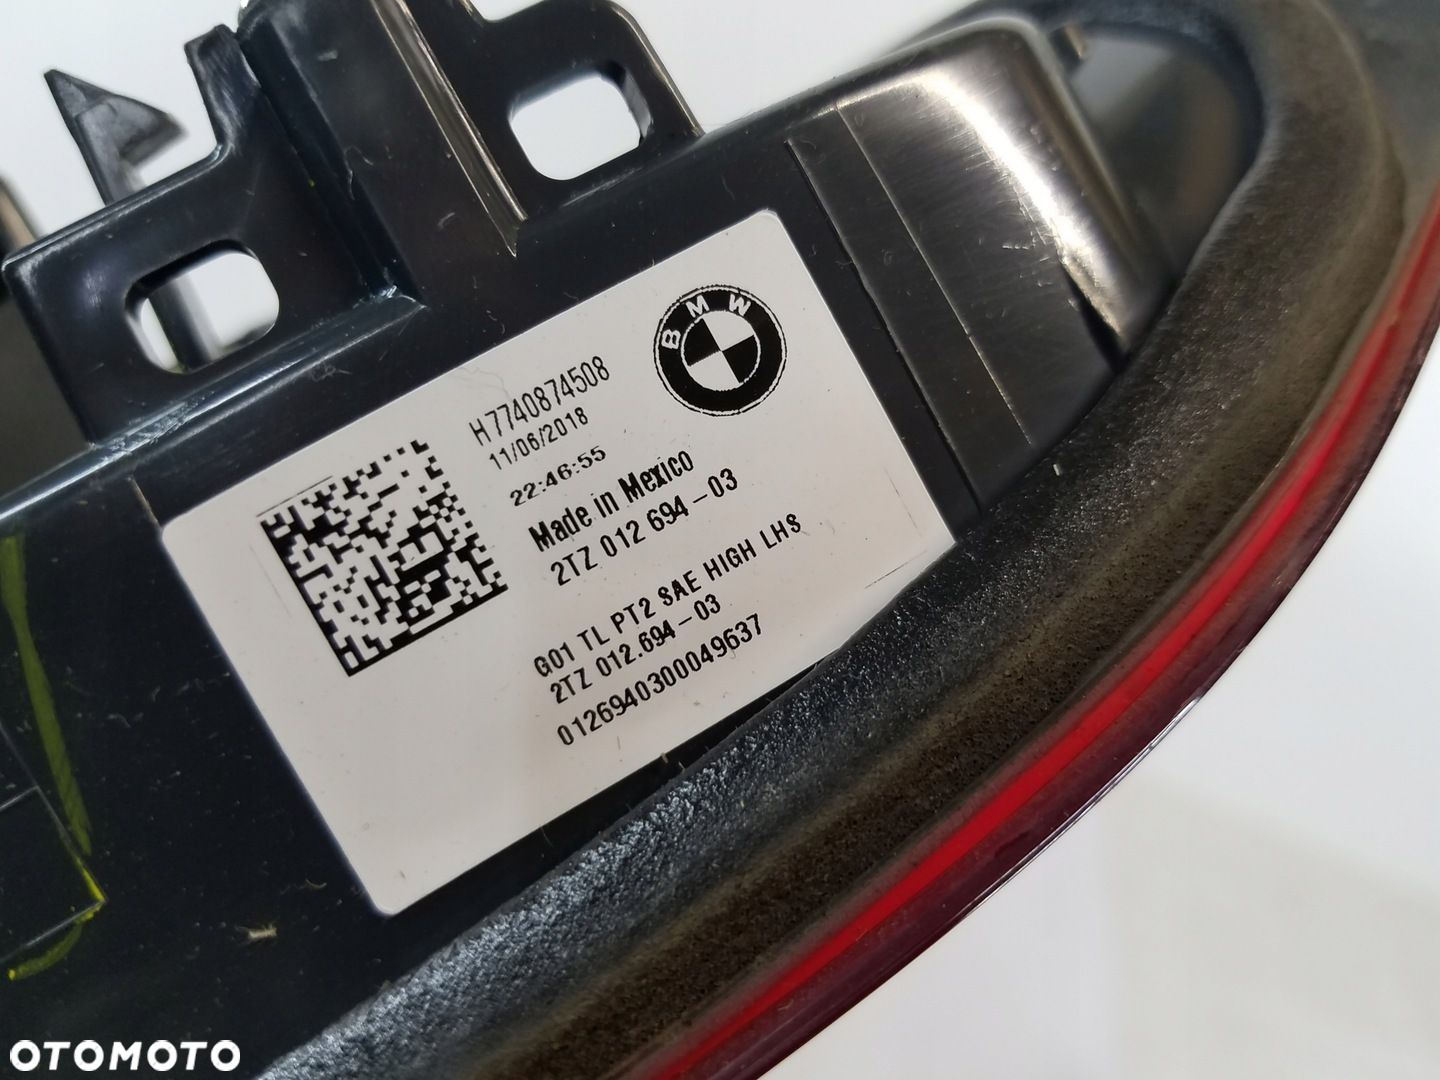 BMW
H7740874508
11/06/2018
22:46:55
Made in Mexico
2TZ 012 694-03
G01 TL PT2 SAE HIGH LHS
2TZ 012.694-03
0126940300049637
OTOMOTO